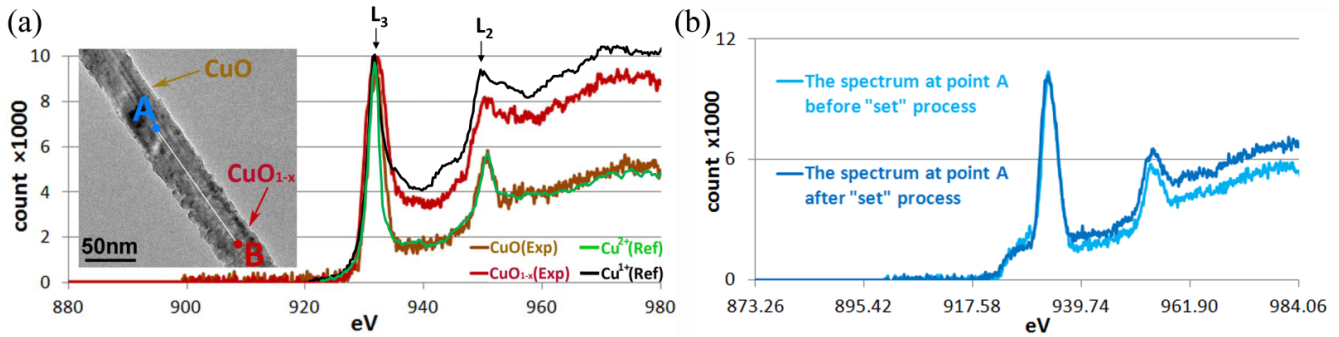 (a)
L3
L2
10
8
6
4
2
0
count ×1000
CuO
A
CuO1-x
B
50nm
CuO(Exp)
Cu2+(Ref)
CuO1-x(Exp)
Cu1+(Ref)
880
900
920
940
960
980
eV
(b)
12
6
0
count ×1000
The spectrum at point A
before "set" process
The spectrum at point A
after "set" process
873.26
895.42
917.58
939.74
961.90
984.06
eV